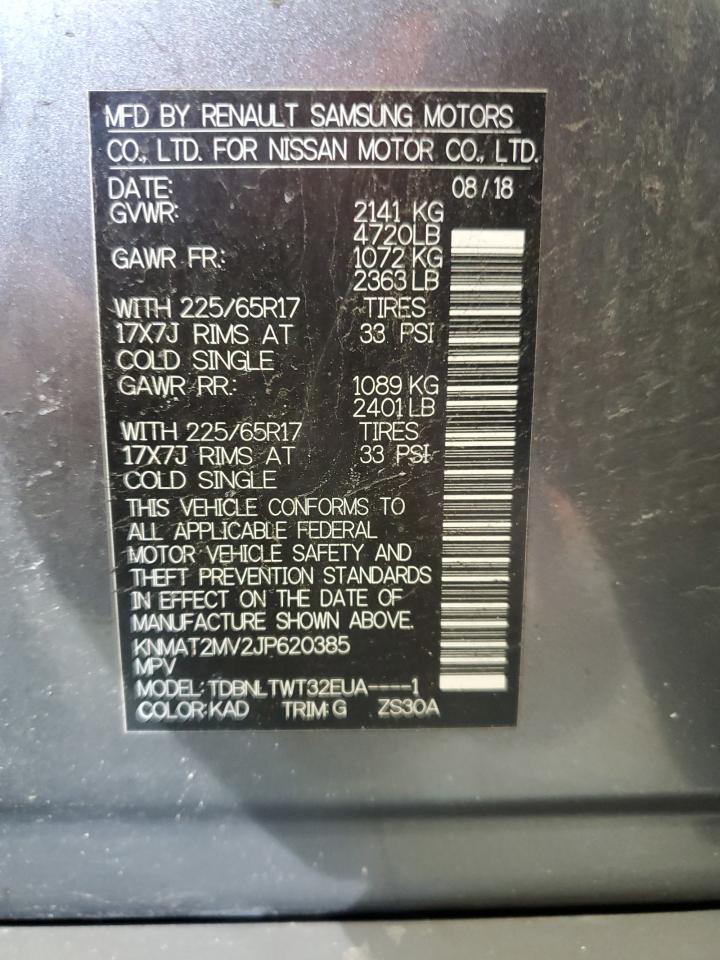 MFD BY RENAULT SAMSUNG MOTORS
CO., LTD. FOR NISSAN MOTOR CO., LTD.
DATE: 08/18
GVWR: 2141 KG
4720LB
GAWR FR.: 1072 KG
2363 LB
WITH 225/65R17 TIRES
17X7J RIMS AT 33 PSI
COLD SINGLE
GAWR RR.: 1089 KG
2401 LB
WITH 225/65R17 TIRES
17X7J RIMS AT 33 PSI
COLD SINGLE
THIS VEHICLE CONFORMS TO
ALL APPLICABLE FEDERAL
MOTOR VEHICLE SAFETY AND
THEFT PREVENTION STANDARDS
IN EFFECT ON THE DATE OF
MANUFACTURE SHOWN ABOVE.
KNMAT2MV2JP620385
MPV
MODEL: TDBNLTWT32EUA----1
COLOR: KAD TRIM: G ZS30A